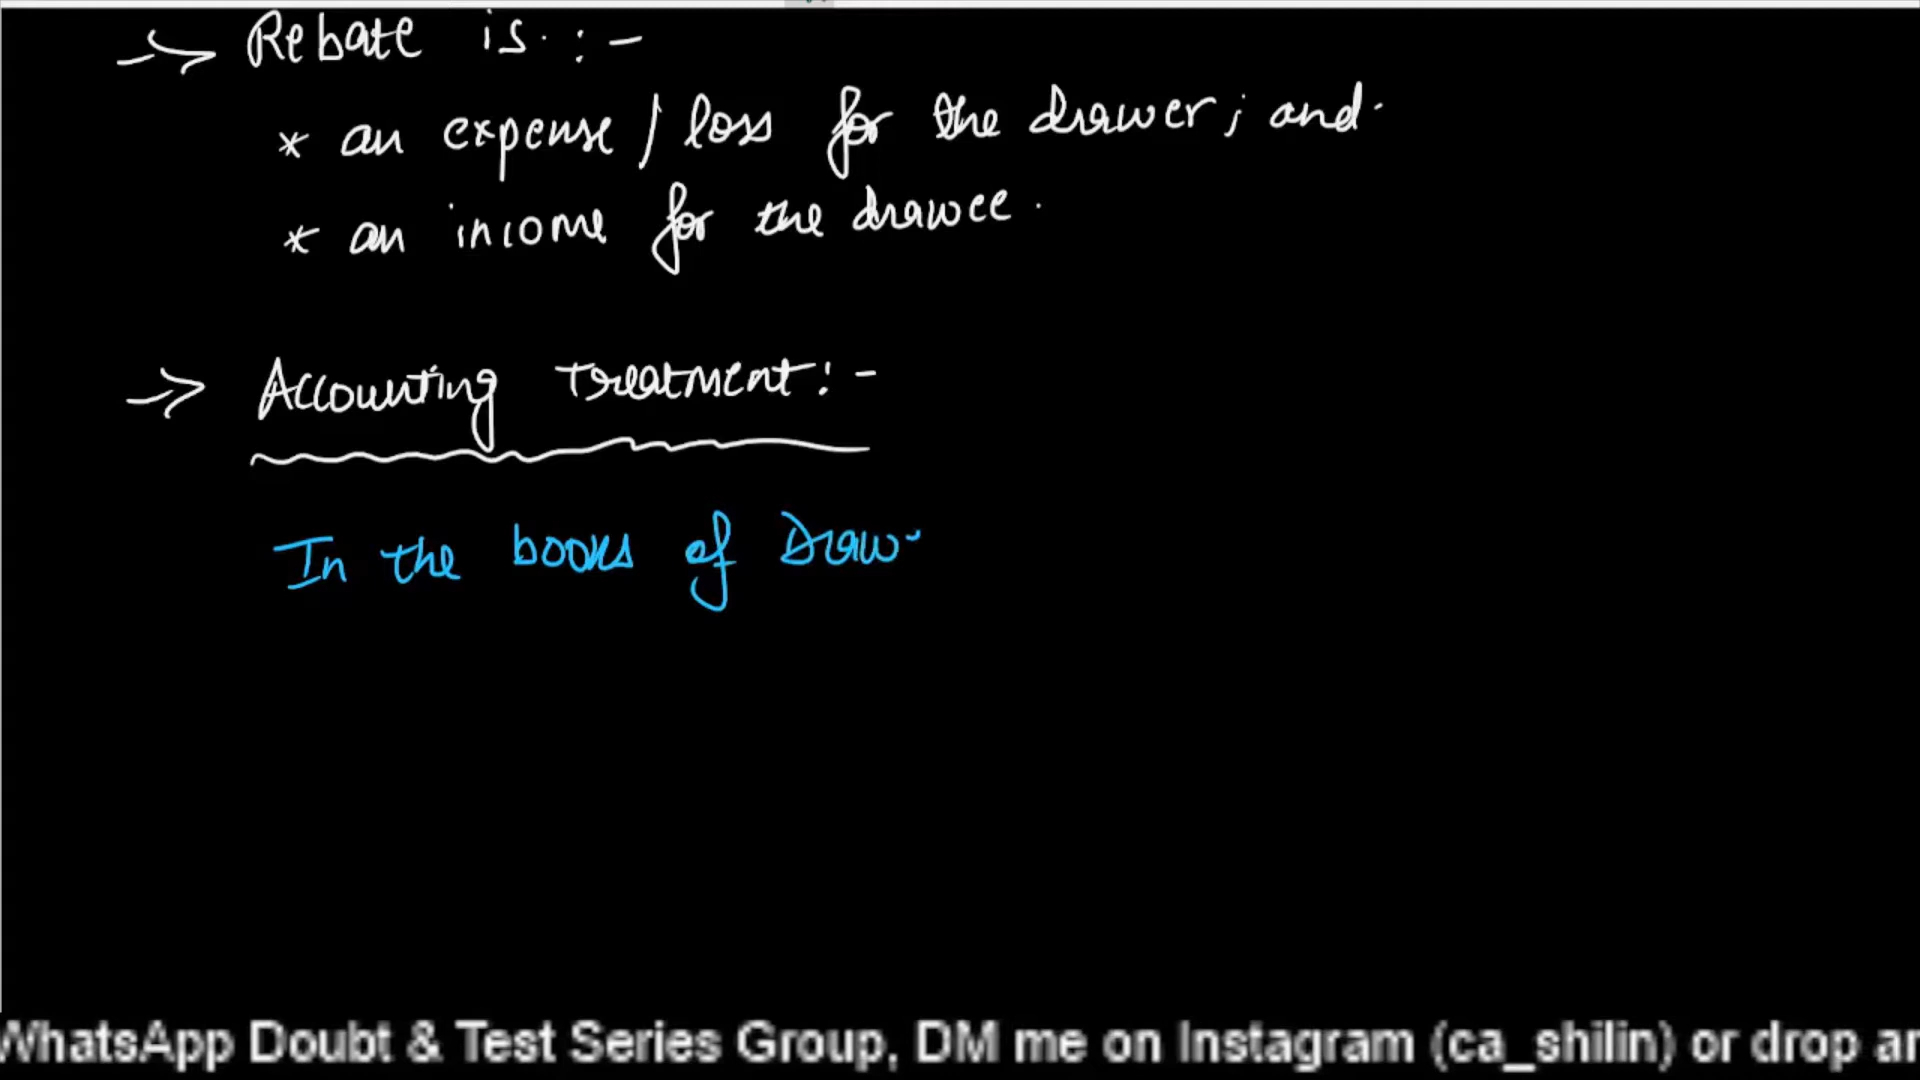 → Rebate is :-
* an expense / loss for the drawer ; and
* an income for the drawee .
→ Accounting Treatment :-
In the books of Draw
WhatsApp Doubt & Test Series Group, DM me on Instagram (ca_shilin) or drop an